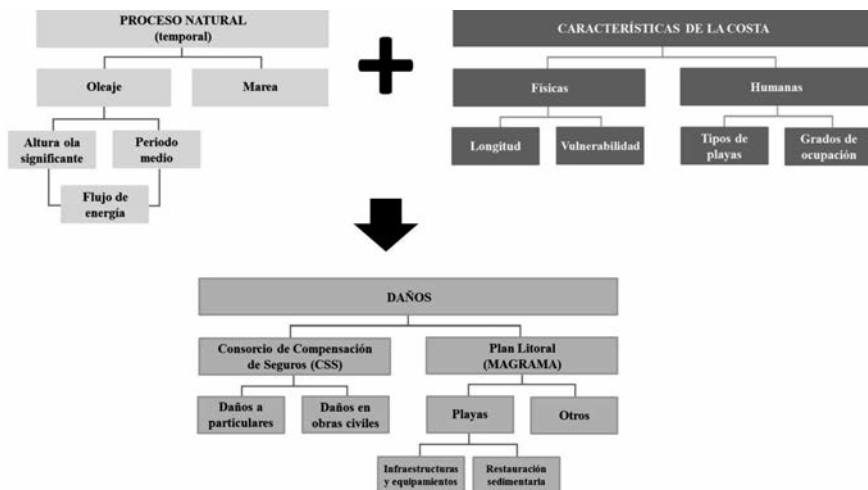 PROCESO NATURAL
(temporal)
Oleaje
Marea
Altura ola
significante
Periodo
medio
Flujo de
energía
CARACTERÍSTICAS DE LA COSTA
Físicas
Humanas
Longitud
Vulnerabilidad
Tipos de
playas
Grados de
ocupación
DAÑOS
Consorcio de Compensación
de Seguros (CSS)
Plan Litoral
(MAGRAMA)
Daños a
particulares
Daños en
obras civiles
Playas
Otros
Infraestructuras
y equipamientos
Restauración
sedimentaria